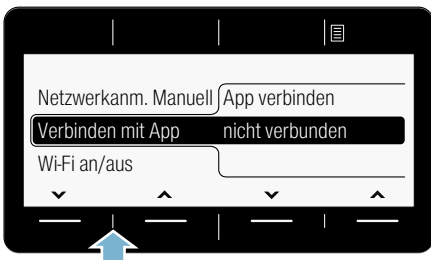 Netzwerkanm. Manuell App verbinden
Verbinden mit App nicht verbunden
Wi-Fi an/aus